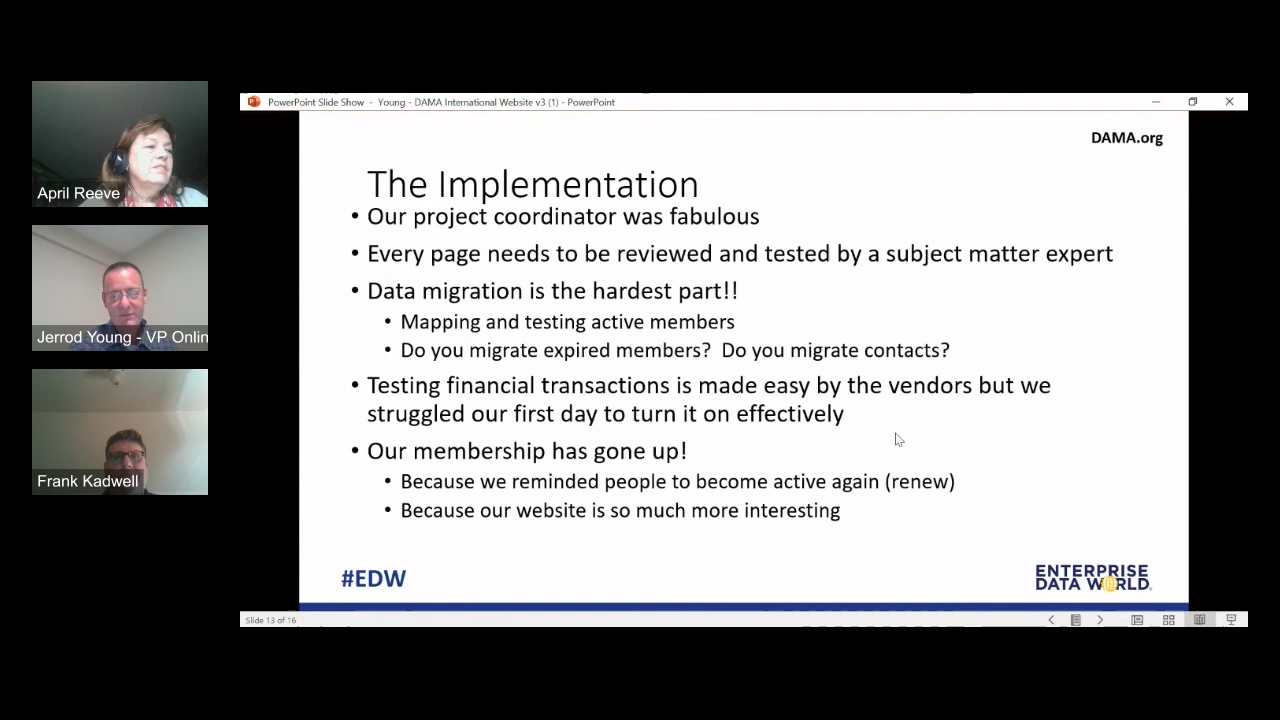 April Reeve
Jerrod Young - VP Onlin
Frank Kadwell
PowerPoint Slide Show - Young - DAMA International Website v3 (1) - PowerPoint
DAMA.org
The Implementation
• Our project coordinator was fabulous
• Every page needs to be reviewed and tested by a subject matter expert
• Data migration is the hardest part!!
• Mapping and testing active members
• Do you migrate expired members? Do you migrate contacts?
• Testing financial transactions is made easy by the vendors but we
struggled our first day to turn it on effectively
• Our membership has gone up!
• Because we reminded people to become active again (renew)
• Because our website is so much more interesting
#EDW
ENTERPRISE
DATA WORLD
Slide 13 of 16